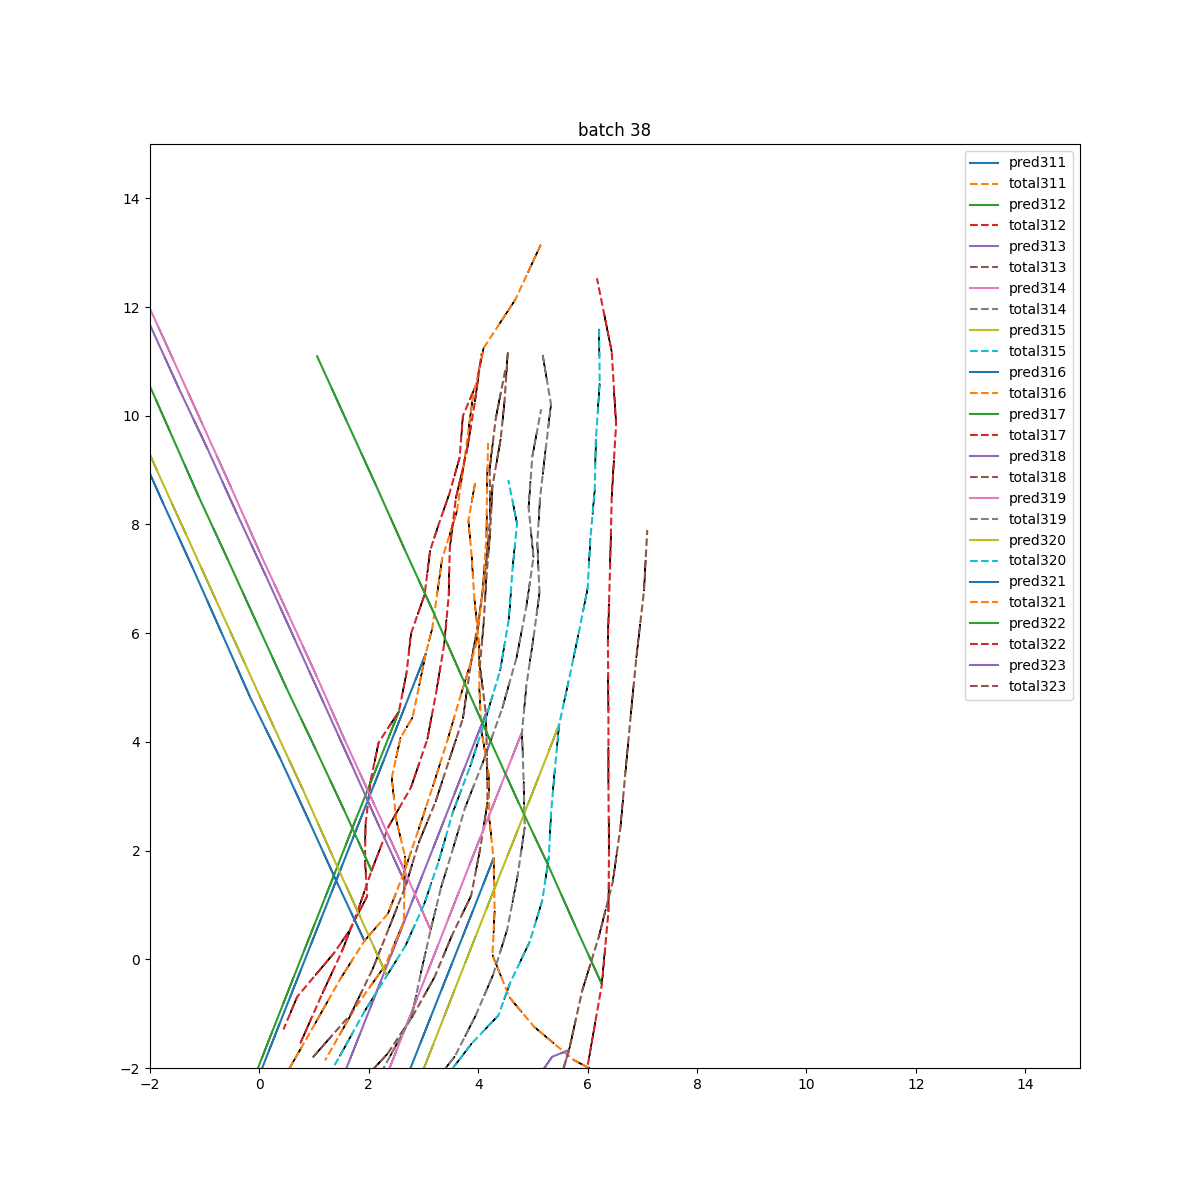 batch 38
pred311
total311
pred312
total312
pred313
total313
pred314
total314
pred315
total315
pred316
total316
pred317
total317
pred318
total318
pred319
total319
pred320
total320
pred321
total321
pred322
total322
pred323
total323
14
12
10
8
6
4
2
0
−2
−2 0 2 4 6 8 10 12 14